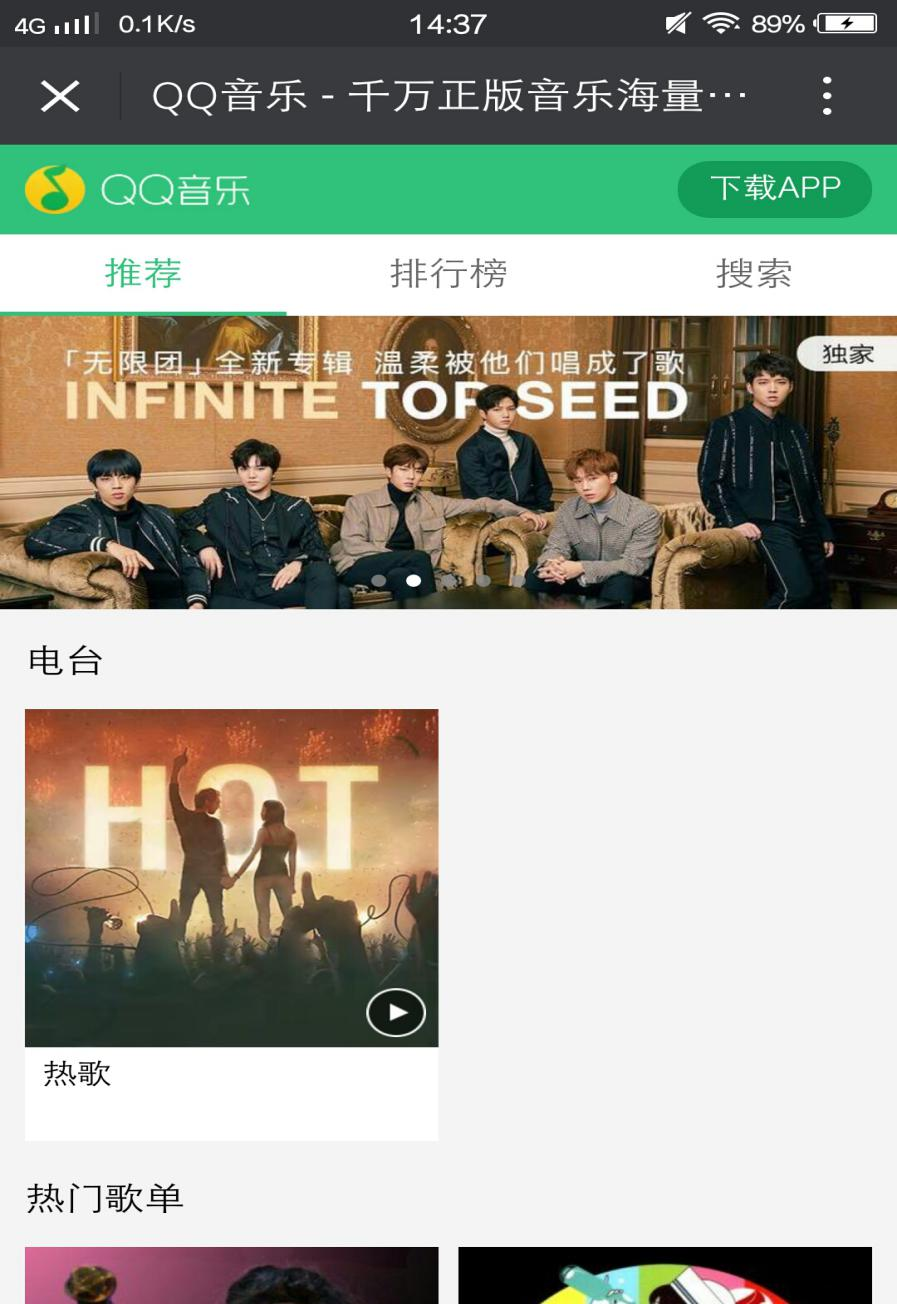 4G 0.1K/s 14:37 89%
QQ音乐 - 千万正版音乐海量…
QQ音乐 下载APP
推荐 排行榜 搜索
「无限团」全新专辑 温柔被他们唱成了歌
独家
INFINITE TOP SEED
电台
HOT
热歌
热门歌单